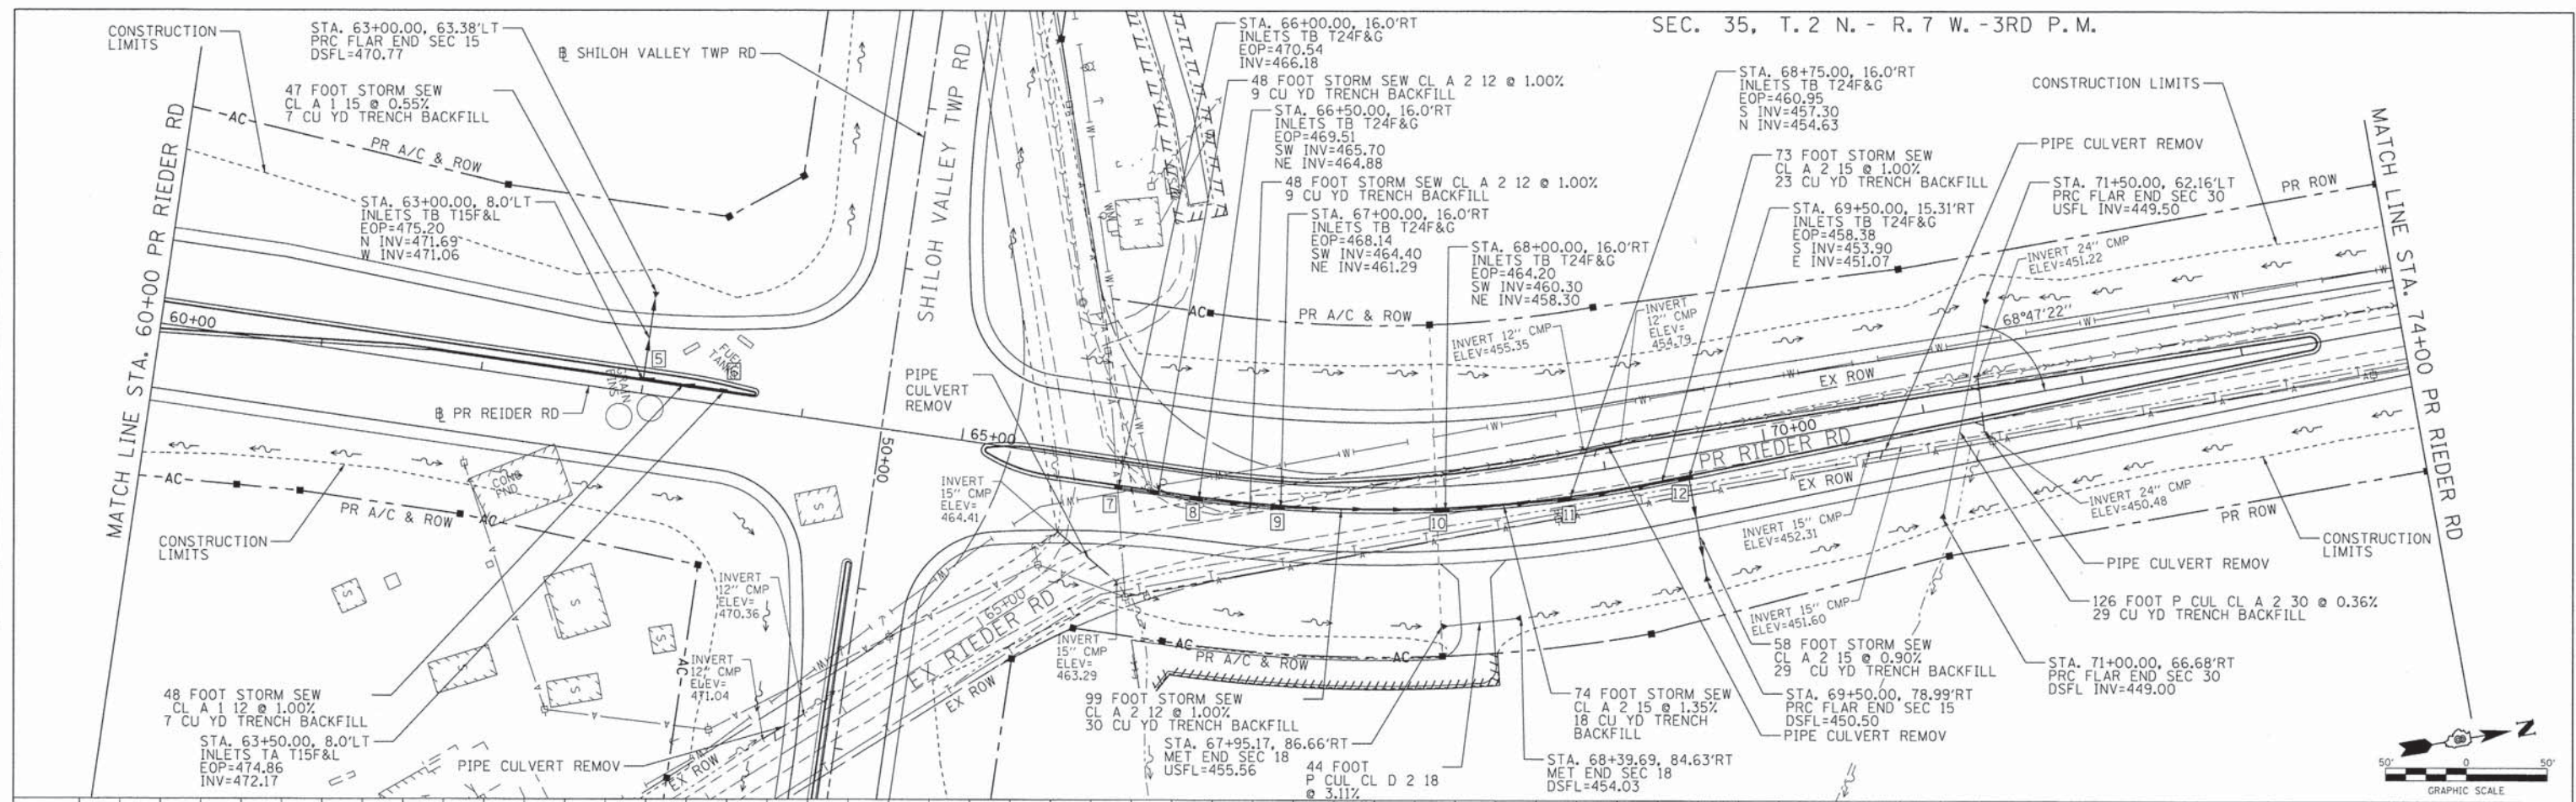 SEC. 35, T. 2 N. - R. 7 W. -3RD P. M.
CONSTRUCTION
LIMITS
STA. 63+00.00, 63.38'LT
PRC FLAR END SEC 15
DSFL=470.77
47 FOOT STORM SEW
CL A 1 15 @ 0.55%
7 CU YD TRENCH BACKFILL
℄ SHILOH VALLEY TWP RD
SHILOH VALLEY TWP RD
AC
PR A/C & ROW
STA. 63+00.00, 8.0'LT
INLETS TB T15F&L
EOP=475.20
N INV=471.69
W INV=471.06
MATCH LINE STA. 60+00 PR RIEDER RD
60+00
5
FUEL
TANKS
GRAIN
BINS
℄ PR REIDER RD
AC
PR A/C & ROW
AC
CONC
FND
CONSTRUCTION
LIMITS
S
S
S
S
S
S
AC
50+00
48 FOOT STORM SEW
CL A 1 12 @ 1.00%
7 CU YD TRENCH BACKFILL
STA. 63+50.00, 8.0'LT
INLETS TA T15F&L
EOP=474.86
INV=472.17
INVERT
12" CMP
ELEV=
470.36
INVERT
12" CMP
ELEV=
471.04
PIPE CULVERT REMOV
EX ROW
EX RIEDER RD
65+00
EX ROW
STA. 66+00.00, 16.0'RT
INLETS TB T24F&G
EOP=470.54
INV=466.18
48 FOOT STORM SEW CL A 2 12 @ 1.00%
9 CU YD TRENCH BACKFILL
STA. 66+50.00, 16.0'RT
INLETS TB T24F&G
EOP=469.51
SW INV=465.70
NE INV=464.88
48 FOOT STORM SEW CL A 2 12 @ 1.00%
9 CU YD TRENCH BACKFILL
STA. 67+00.00, 16.0'RT
INLETS TB T24F&G
EOP=468.14
SW INV=464.40
NE INV=461.29
STA. 68+00.00, 16.0'RT
INLETS TB T24F&G
EOP=464.20
SW INV=460.30
NE INV=458.30
H
AC
PR A/C & ROW
PIPE
CULVERT
REMOV
65+00
INVERT
15" CMP
ELEV=
464.41
7
8
9
10
11
12
INVERT 12" CMP
ELEV=455.35
INVERT
12" CMP
ELEV=
454.79
STA. 68+75.00, 16.0'RT
INLETS TB T24F&G
EOP=460.95
S INV=457.30
N INV=454.63
73 FOOT STORM SEW
CL A 2 15 @ 1.00%
23 CU YD TRENCH BACKFILL
STA. 69+50.00, 15.31'RT
INLETS TB T24F&G
EOP=458.38
S INV=453.90
E INV=451.07
CONSTRUCTION LIMITS
PIPE CULVERT REMOV
STA. 71+50.00, 62.16'LT
PRC FLAR END SEC 30
USFL INV=449.50
PR ROW
INVERT 24" CMP
ELEV=451.22
68°47'22"
EX ROW
70+00
PR RIEDER RD
EX ROW
INVERT 15" CMP
ELEV=452.31
INVERT 24" CMP
ELEV=450.48
PR ROW
MATCH LINE STA. 74+00 PR RIEDER RD
CONSTRUCTION
LIMITS
PIPE CULVERT REMOV
INVERT 15" CMP
ELEV=451.60
126 FOOT P CUL CL A 2 30 @ 0.36%
29 CU YD TRENCH BACKFILL
58 FOOT STORM SEW
CL A 2 15 @ 0.90%
29 CU YD TRENCH BACKFILL
STA. 71+00.00, 66.68'RT
PRC FLAR END SEC 30
DSFL INV=449.00
STA. 69+50.00, 78.99'RT
PRC FLAR END SEC 15
DSFL=450.50
PIPE CULVERT REMOV
INVERT
15" CMP
ELEV=
463.29
AC
PR A/C & ROW
AC
99 FOOT STORM SEW
CL A 2 12 @ 1.00%
30 CU YD TRENCH BACKFILL
STA. 67+95.17, 86.66'RT
MET END SEC 18
USFL=455.56
44 FOOT
P CUL CL D 2 18
@ 3.11%
74 FOOT STORM SEW
CL A 2 15 @ 1.35%
18 CU YD TRENCH
BACKFILL
STA. 68+39.69, 84.63'RT
MET END SEC 18
DSFL=454.03
Z
50' 0 50'
GRAPHIC SCALE